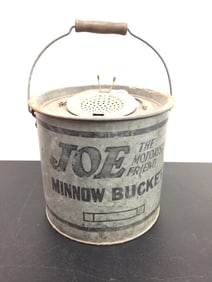 JOE
THE
MOTORIST
FRIEND
MINNOW BUCKET